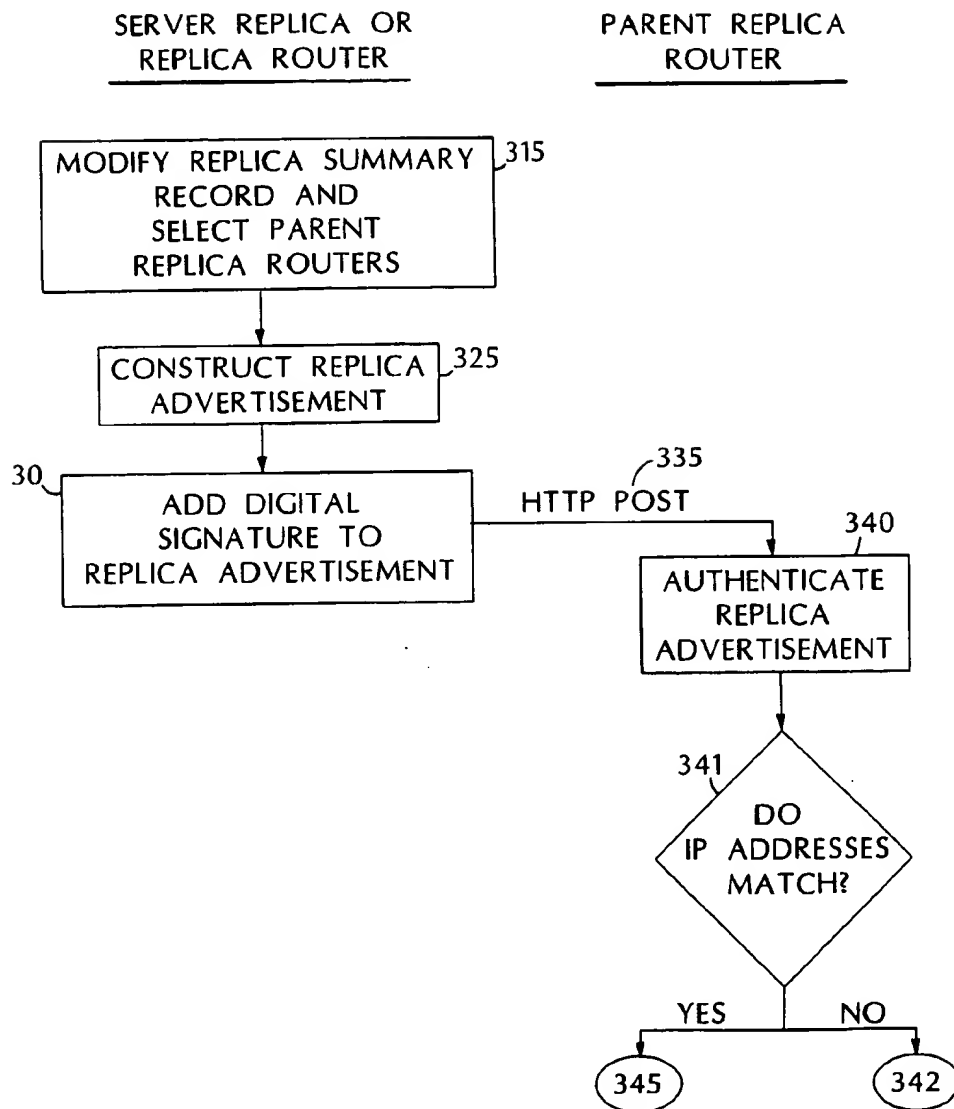 SERVER REPLICA OR
REPLICA ROUTER
PARENT REPLICA
ROUTER
MODIFY REPLICA SUMMARY
RECORD AND
SELECT PARENT
REPLICA ROUTERS
315
CONSTRUCT REPLICA
ADVERTISEMENT
325
30
ADD DIGITAL
SIGNATURE TO
REPLICA ADVERTISEMENT
335
HTTP POST
340
AUTHENTICATE
REPLICA
ADVERTISEMENT
341
DO
IP ADDRESSES
MATCH?
YES
NO
345
342